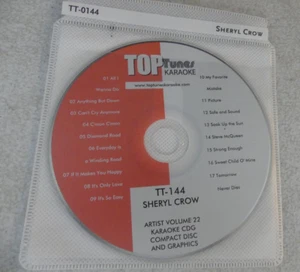 TT-0144
SHERYL CROW
TOP Tunes
KARAOKE
www.toptuneskaraoke.com
01 All I
Wanna Do
02 Anything But Down
03 Can't Cry Anymore
04 Crash Crown
05 Diamond Road
06 Everyday Is
a Winding Road
07 If It Makes You Happy
08 It's Only Love
09 It's So Easy
10 My Favorite
Mistake
11 Picture
12 Safe and Sound
13 Soak Up the Sun
14 Steve McQueen
15 Strong Enough
16 Sweet Child O' Mine
17 Tomorrow
Never Dies
TT-144
SHERYL CROW
ARTIST VOLUME 22
KARAOKE CDG
COMPACT DISC
AND GRAPHICS